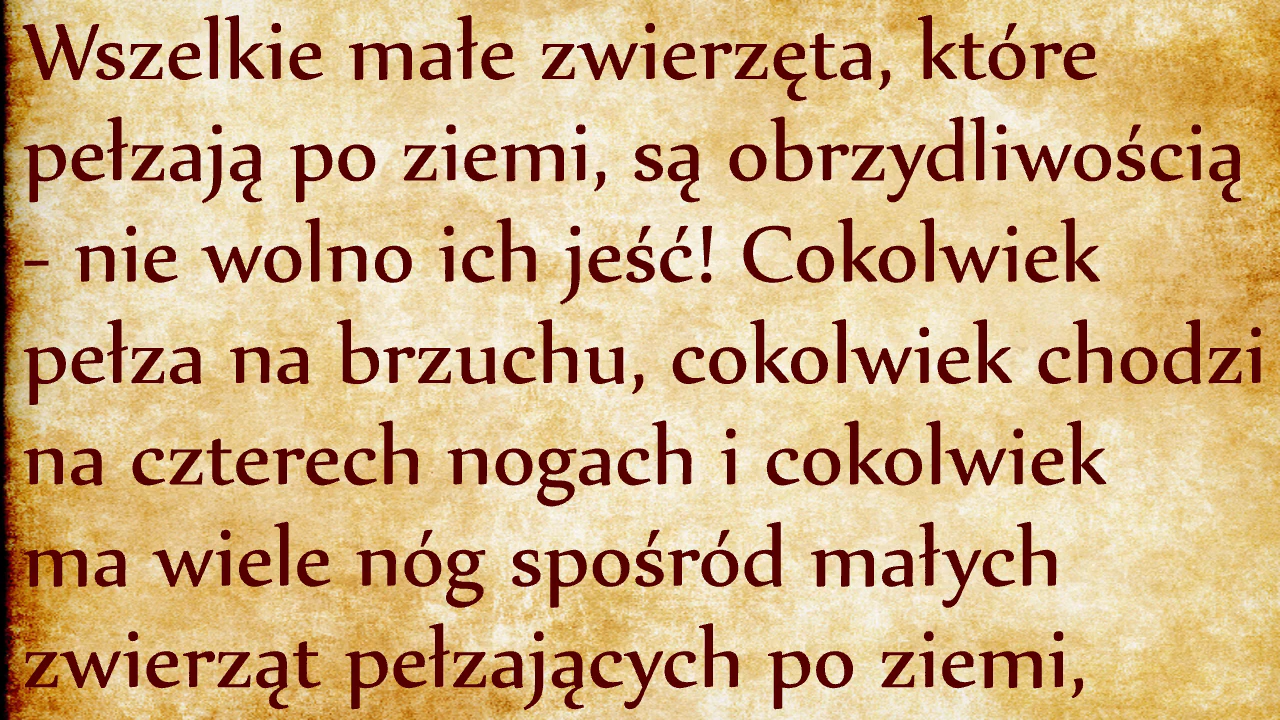 Wszelkie małe zwierzęta, które
pełzają po ziemi, są obrzydliwością
- nie wolno ich jeść! Cokolwiek
pełza na brzuchu, cokolwiek chodzi
na czterech nogach i cokolwiek
ma wiele nóg spośród małych
zwierząt pełzających po ziemi,